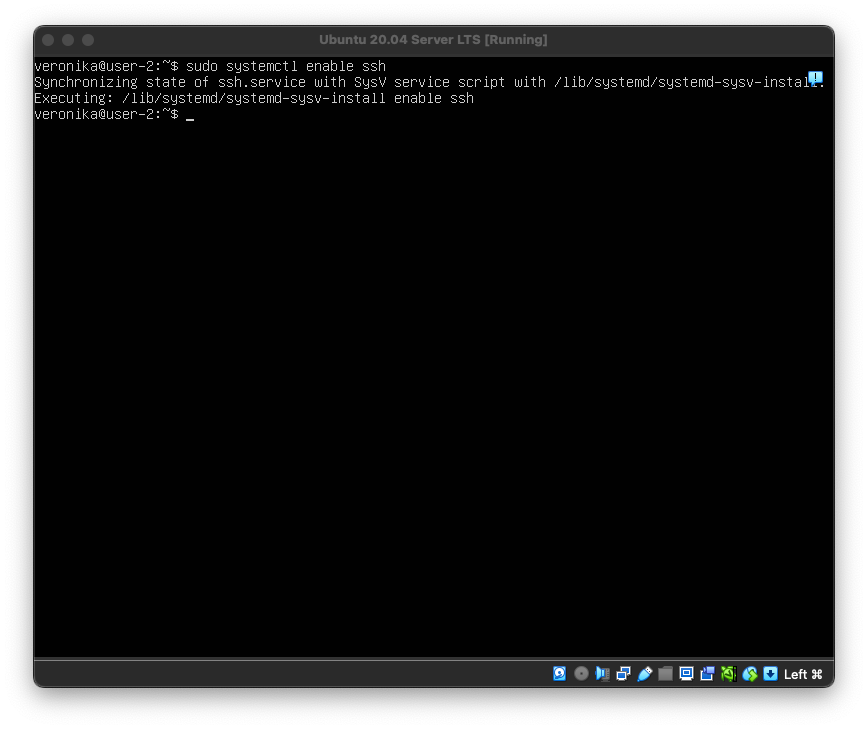 Ubuntu 20.04 Server LTS [Running]
veronika@user-2:~$ sudo systemctl enable ssh
Synchronizing state of ssh.service with SysV service script with /lib/systemd/systemd-sysv-install.
Executing: /lib/systemd/systemd-sysv-install enable ssh
veronika@user-2:~$ _
Left ⌘